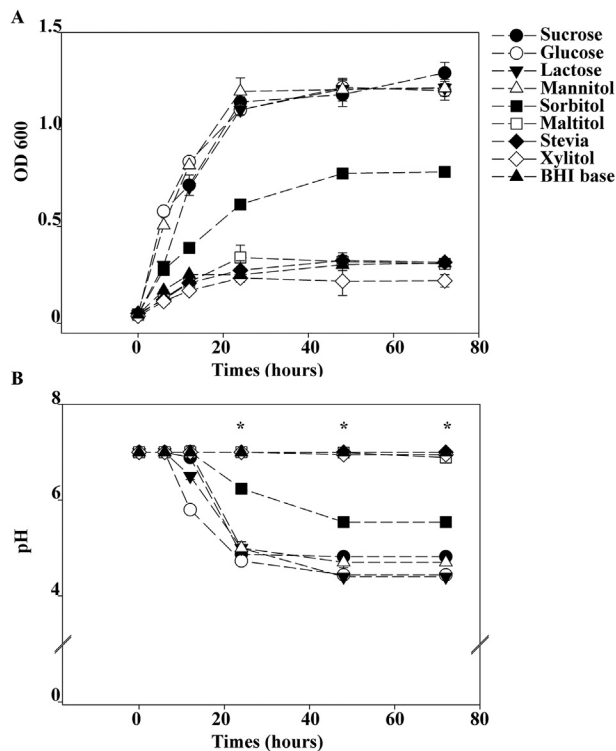 A
1.5
1.0
0.5
0
OD 600
0 20 40 60 80
Times (hours)
Sucrose
Glucose
Lactose
Mannitol
Sorbitol
Maltitol
Stevia
Xylitol
BHI base
B
8
6
4
0
pH
* * *
0 20 40 60 80
Times (hours)